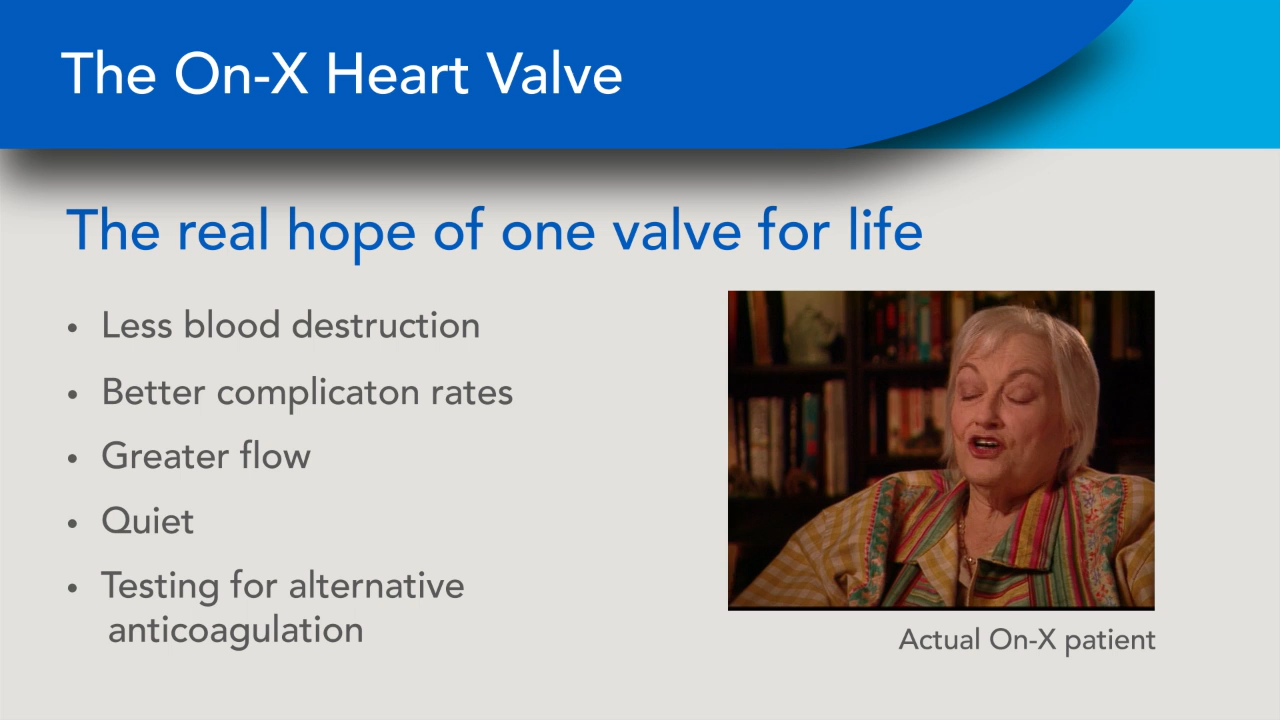 The On-X Heart Valve
The real hope of one valve for life
• Less blood destruction
• Better complicaton rates
• Greater flow
• Quiet
• Testing for alternative
anticoagulation
Actual On-X patient